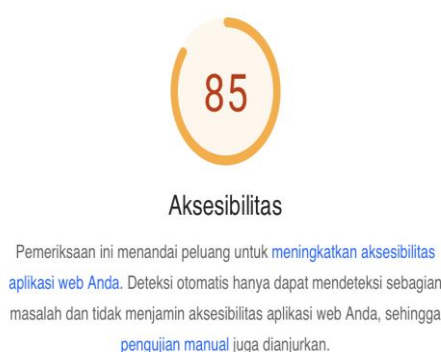 85
Aksesibilitas
Pemeriksaan ini menandai peluang untuk meningkatkan aksesibilitas
aplikasi web Anda. Deteksi otomatis hanya dapat mendeteksi sebagian
masalah dan tidak menjamin aksesibilitas aplikasi web Anda, sehingga
pengujian manual juga dianjurkan.